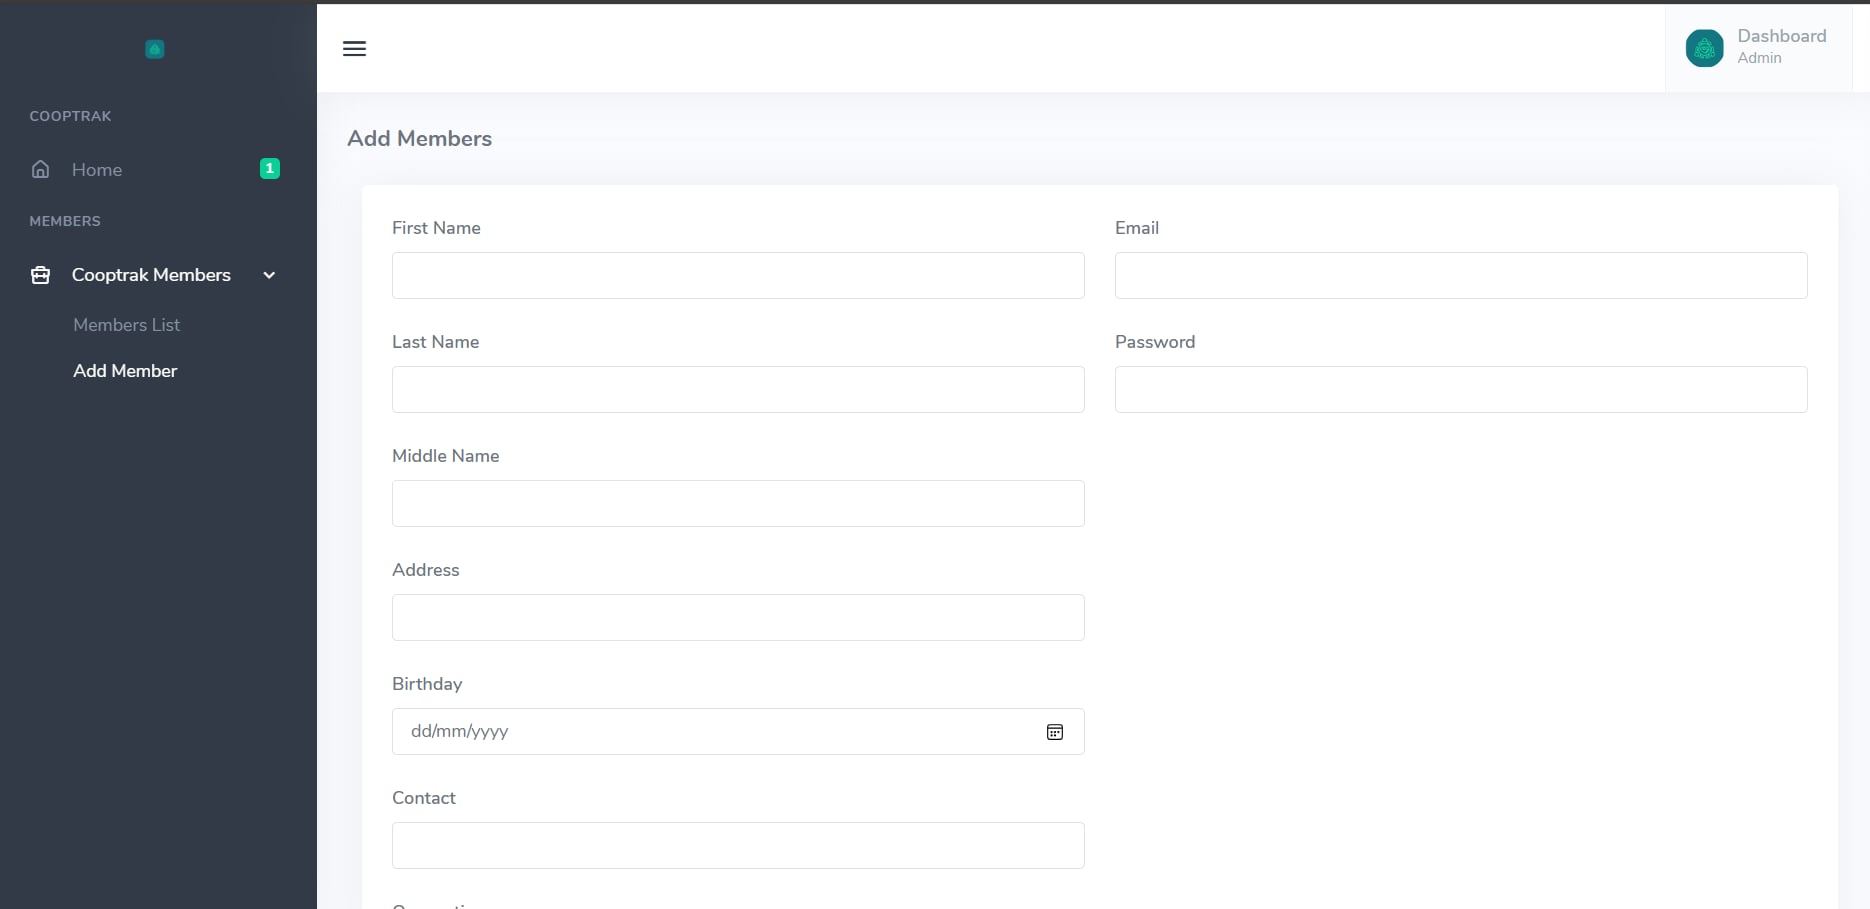 Dashboard
Admin
COOPTRAK
Home
1
MEMBERS
Cooptrak Members
Members List
Add Member
Add Members
First Name
Email
Last Name
Password
Middle Name
Address
Birthday
dd/mm/yyyy
Contact